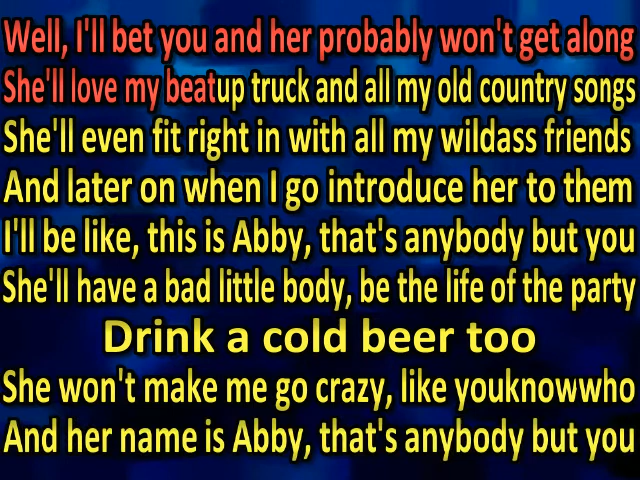 Well, I'll bet you and her probably won't get along
She'll love my beatup truck and all my old country songs
She'll even fit right in with all my wildass friends
And later on when I go introduce her to them
I'll be like, this is Abby, that's anybody but you
She'll have a bad little body, be the life of the party
Drink a cold beer too
She won't make me go crazy, like youknowwho
And her name is Abby, that's anybody but you